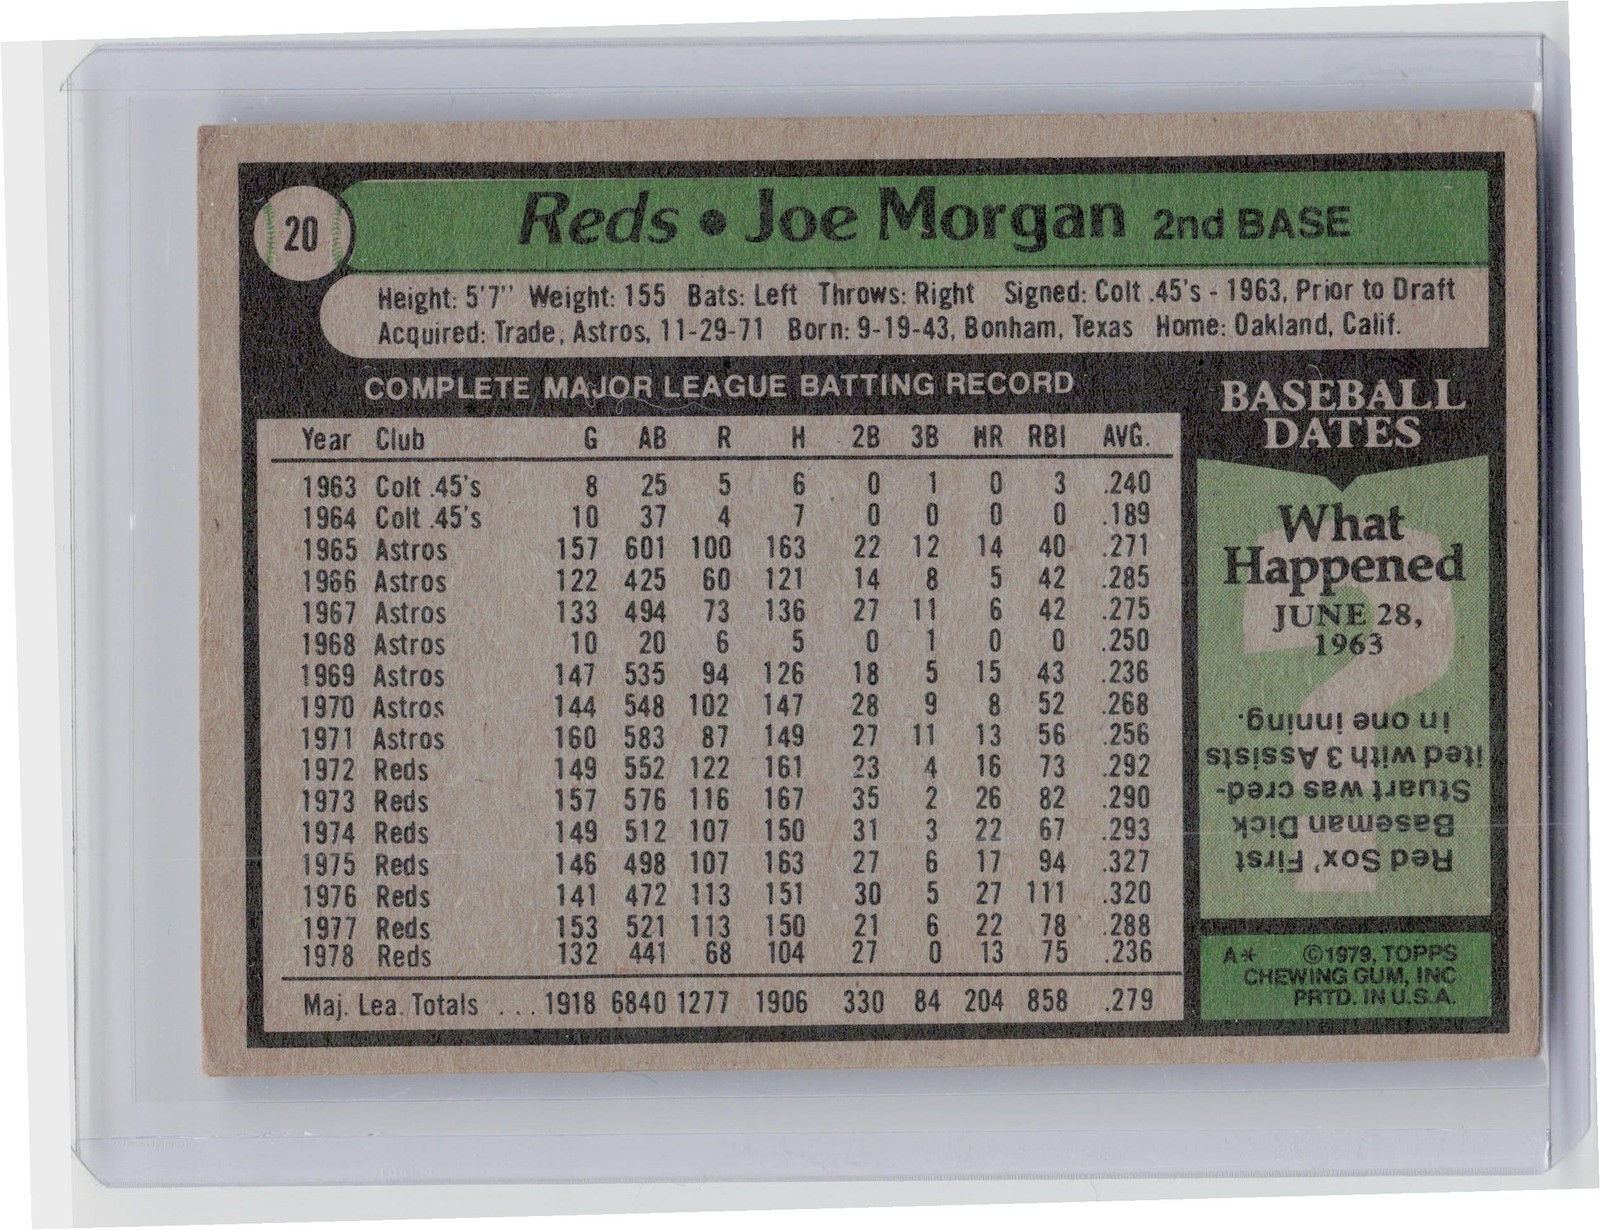 20
Reds • Joe Morgan 2nd BASE
Height: 5'7" Weight: 155 Bats: Left Throws: Right Signed: Colt .45's - 1963, Prior to Draft
Acquired: Trade, Astros, 11-29-71 Born: 9-19-43, Bonham, Texas Home: Oakland, Calif.
COMPLETE MAJOR LEAGUE BATTING RECORD
Year Club G AB R H 2B 3B HR RBI AVG.
1963 Colt .45's 8 25 5 6 0 1 0 3 .240
1964 Colt .45's 10 37 4 7 0 0 0 0 .189
1965 Astros 157 601 100 163 22 12 14 40 .271
1966 Astros 122 425 60 121 14 8 5 42 .285
1967 Astros 133 494 73 136 27 11 6 42 .275
1968 Astros 10 20 6 5 0 1 0 0 .250
1969 Astros 147 535 94 126 18 5 15 43 .236
1970 Astros 144 548 102 147 28 9 8 52 .268
1971 Astros 160 583 87 149 27 11 13 56 .256
1972 Reds 149 552 122 161 23 4 16 73 .292
1973 Reds 157 576 116 167 35 2 26 82 .290
1974 Reds 149 512 107 150 31 3 22 67 .293
1975 Reds 146 498 107 163 27 6 17 94 .327
1976 Reds 141 472 113 151 30 5 27 111 .320
1977 Reds 153 521 113 150 21 6 22 78 .288
1978 Reds 132 441 68 104 27 0 13 75 .236
Maj. Lea. Totals ... 1918 6840 1277 1906 330 84 204 858 .279
BASEBALL
DATES
What
Happened
JUNE 28,
1963
?
Red Sox' First
Baseman Dick
Stuart was cred-
ited with 3 Assists
in one inning.
A* ©1979, TOPPS
CHEWING GUM, INC
PRTD. IN U.S.A.